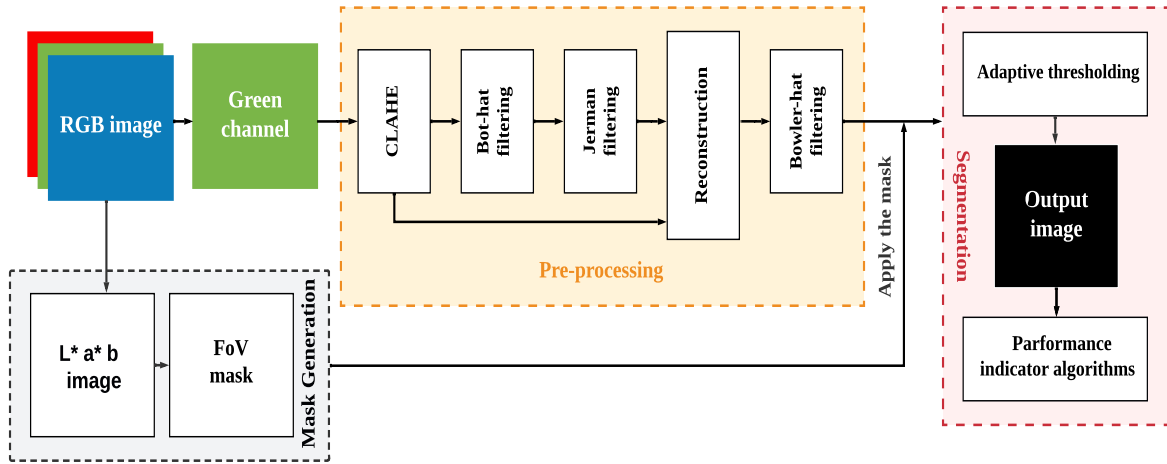 RGB image
Green
channel
CLAHE
Bot-hat
filtering
Jerman
filtering
Reconstruction
Bowler-hat
filtering
Pre-processing
L* a* b
image
FoV
mask
Mask Generation
Apply the mask
Adaptive thresholding
Output
image
Parformance
indicator algorithms
Segmentation